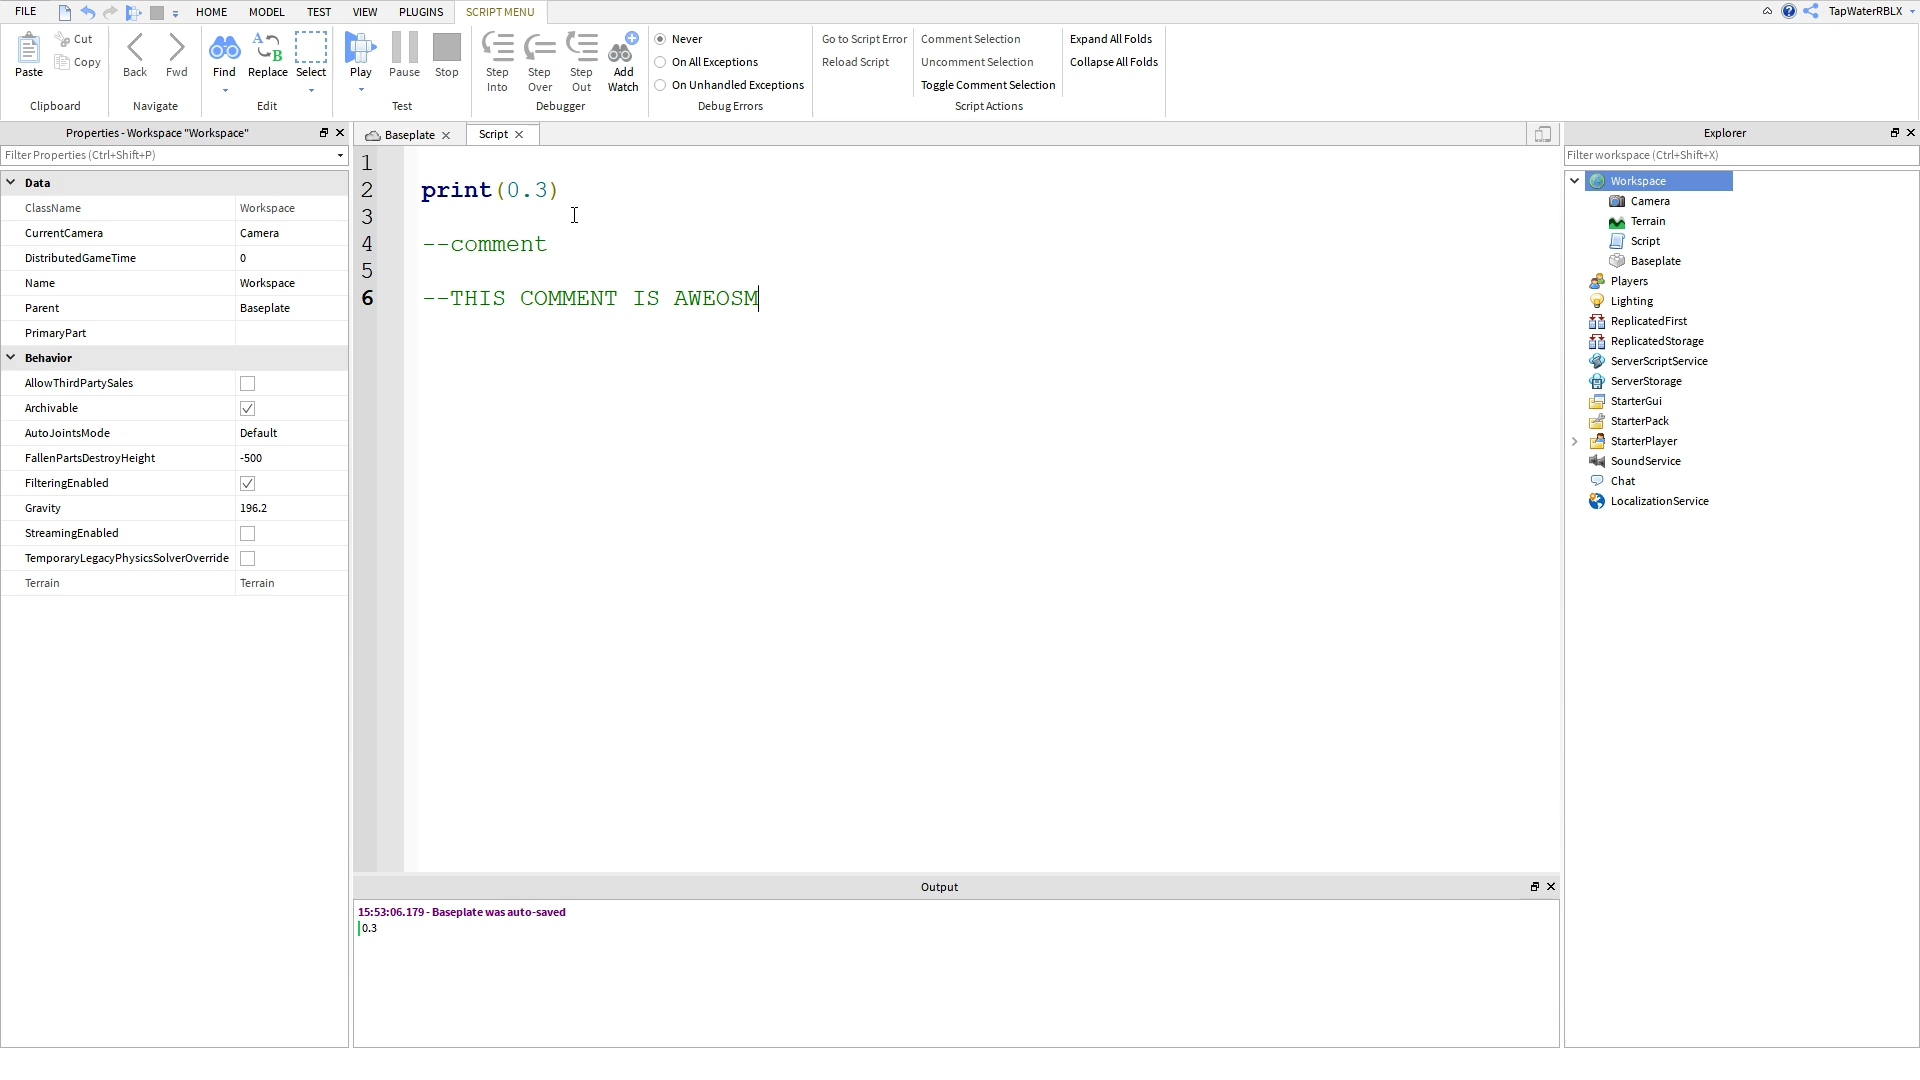 FILE HOME MODEL TEST VIEW PLUGINS SCRIPT MENU TapWaterRBLX
Paste Cut Copy
Clipboard
Back Fwd
Navigate
Find Replace Select
A B
Edit
Play Pause Stop
Test
Step Into Step Over Step Out Add Watch
Debugger
Never
On All Exceptions
On Unhandled Exceptions
Debug Errors
Go to Script Error
Reload Script
Comment Selection
Uncomment Selection
Toggle Comment Selection
Expand All Folds
Collapse All Folds
Script Actions
Properties - Workspace "Workspace"
Filter Properties (Ctrl+Shift+P)
Data
ClassName Workspace
CurrentCamera Camera
DistributedGameTime 0
Name Workspace
Parent Baseplate
PrimaryPart
Behavior
AllowThirdPartySales
Archivable
AutoJointsMode Default
FallenPartsDestroyHeight -500
FilteringEnabled
Gravity 196.2
StreamingEnabled
TemporaryLegacyPhysicsSolverOverride
Terrain Terrain
Baseplate Script
1
2 print(0.3)
3
4 --comment
5
6 --THIS COMMENT IS AWEOSM
Output
15:53:06.179 - Baseplate was auto-saved
0.3
Explorer
Filter workspace (Ctrl+Shift+X)
Workspace
Camera
Terrain
Script
Baseplate
Players
Lighting
ReplicatedFirst
ReplicatedStorage
ServerScriptService
ServerStorage
StarterGui
StarterPack
StarterPlayer
SoundService
Chat
LocalizationService